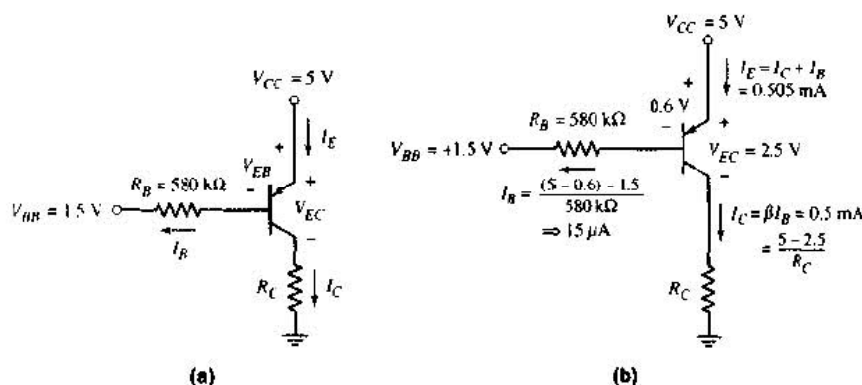 V_CC = 5 V
I_E
V_EB
R_B = 580 kΩ
V_BB = 1.5 V
V_EC
I_B
R_C
I_C
(a)
V_CC = 5 V
I_E = I_C + I_B
= 0.505 mA
0.6 V
R_B = 580 kΩ
V_BB = +1.5 V
V_EC = 2.5 V
I_B = (5 – 0.6) – 1.5
580 kΩ
⇒ 15 μA
I_C = βI_B = 0.5 mA
= 5 – 2.5
R_C
R_C
(b)